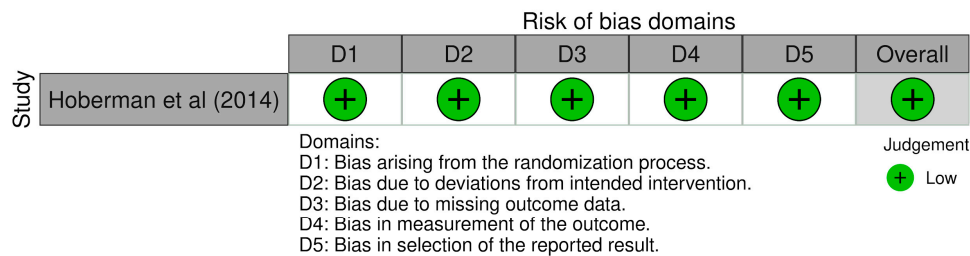 Risk of bias domains
D1 D2 D3 D4 D5 Overall
Study
Hoberman et al (2014) + + + + + +
Domains:
D1: Bias arising from the randomization process.
D2: Bias due to deviations from intended intervention.
D3: Bias due to missing outcome data.
D4: Bias in measurement of the outcome.
D5: Bias in selection of the reported result.
Judgement
+ Low